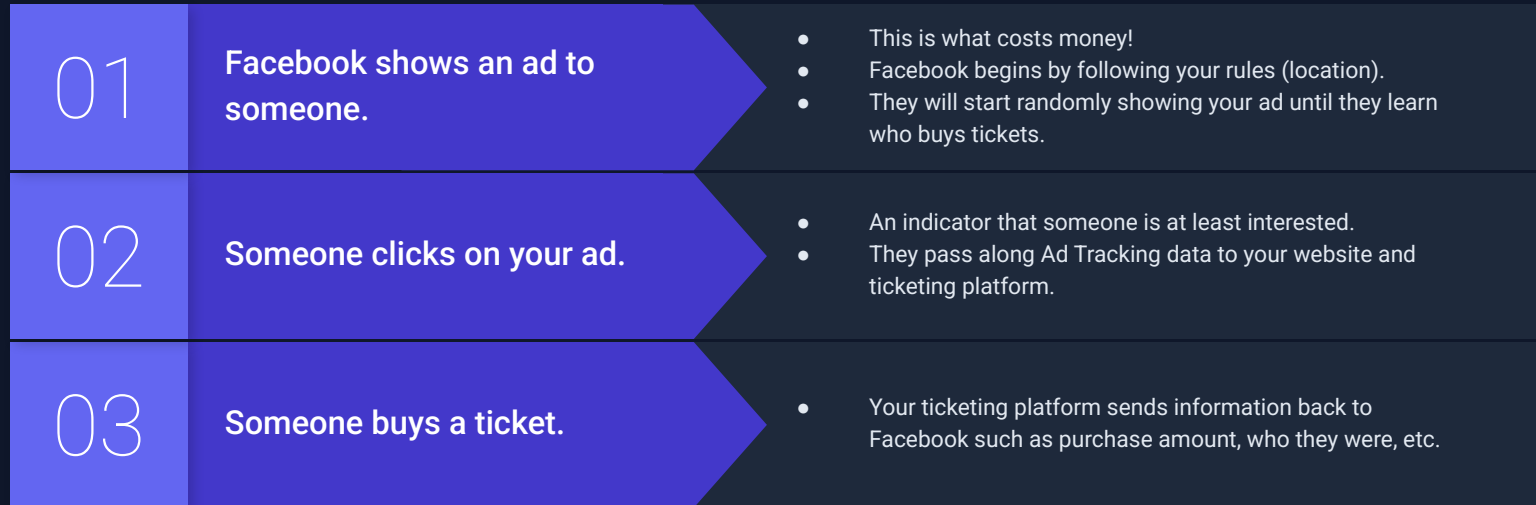 01
Facebook shows an ad to
someone.
● This is what costs money!
● Facebook begins by following your rules (location).
● They will start randomly showing your ad until they learn
who buys tickets.
02
Someone clicks on your ad.
● An indicator that someone is at least interested.
● They pass along Ad Tracking data to your website and
ticketing platform.
03
Someone buys a ticket.
● Your ticketing platform sends information back to
Facebook such as purchase amount, who they were, etc.